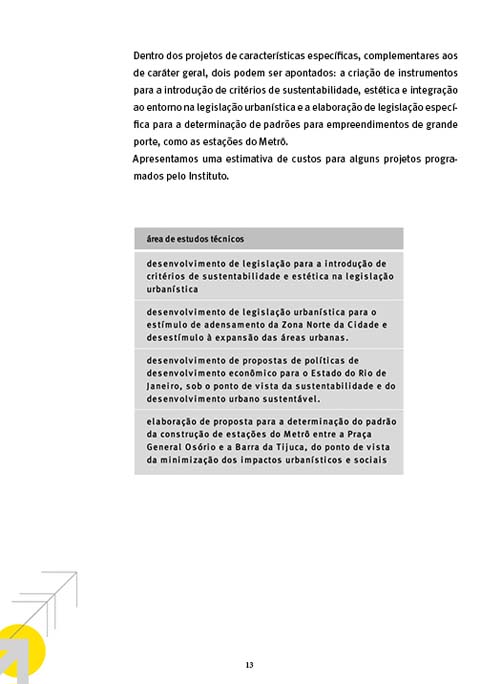 Dentro dos projetos de características específicas, complementares aos
de caráter geral, dois podem ser apontados: a criação de instrumentos
para a introdução de critérios de sustentabilidade, estética e integração
ao entorno na legislação urbanística e a elaboração de legislação especí-
fica para a determinação de padrões para empreendimentos de grande
porte, como as estações do Metrô.
Apresentamos uma estimativa de custos para alguns projetos progra-
mados pelo Instituto.
área de estudos técnicos
desenvolvimento de legislação para a introdução de
critérios de sustentabilidade e estética na legislação
urbanística
desenvolvimento de legislação urbanística para o
estímulo de adensamento da Zona Norte da Cidade e
desestímulo à expansão das áreas urbanas.
desenvolvimento de propostas de políticas de
desenvolvimento econômico para o Estado do Rio de
Janeiro, sob o ponto de vista da sustentabilidade e do
desenvolvimento urbano sustentável.
elaboração de proposta para a determinação do padrão
da construção de estações do Metrô entre a Praça
General Osório e a Barra da Tijuca, do ponto de vista
da minimização dos impactos urbanísticos e sociais
13